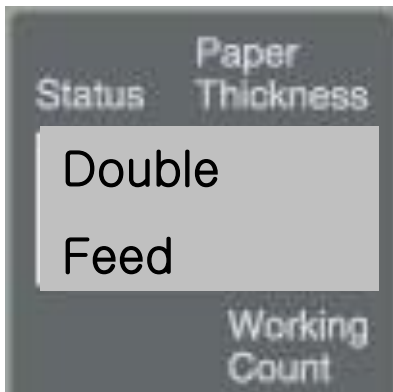 Paper
Status Thickness
Double
Feed
Working
Count